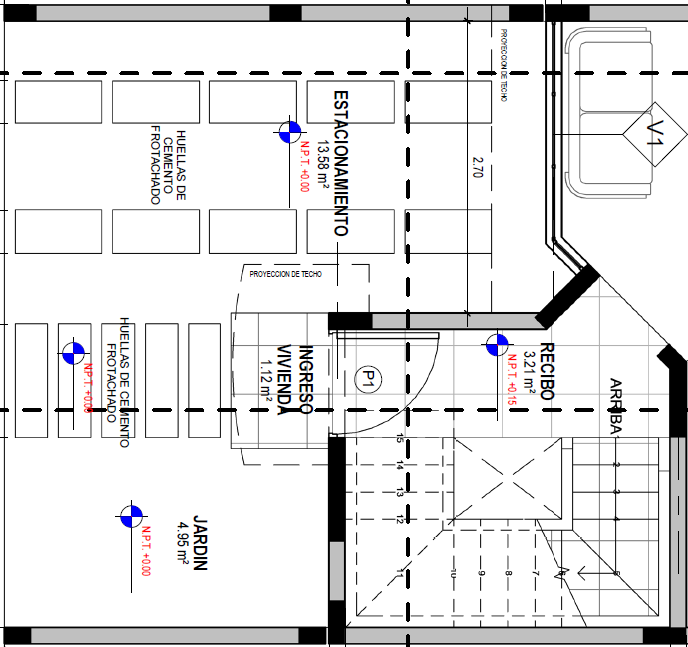 PROYECCION DE TECHO
V1
2.70
ESTACIONAMIENTO
13.58 m²
N.P.T. +0.00
HUELLAS DE
CEMENTO
FROTACHADO
PROYECCION DE TECHO
HUELLAS DE CEMENTO
FROTACHADO
N.P.T. +0.00
INGRESO
VIVIENDA
1.12 m²
P1
RECIBO
3.21 m²
N.P.T. +0.15
ARRIBA
1
2
3
4
5
6
7
8
9
10
11
12
13
14
15
JARDIN
4.95 m²
N.P.T. +0.00